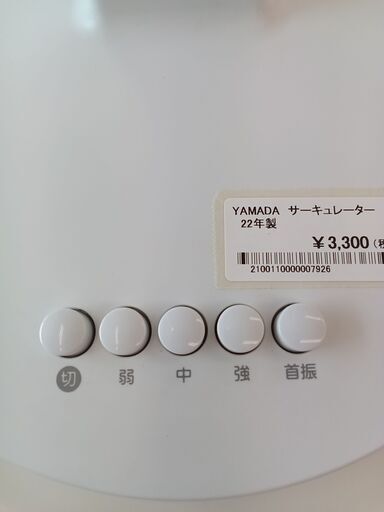 YAMADA サーキュレーター
22年製
￥3,300(税
2100110000007926
切 弱 中 強 首振